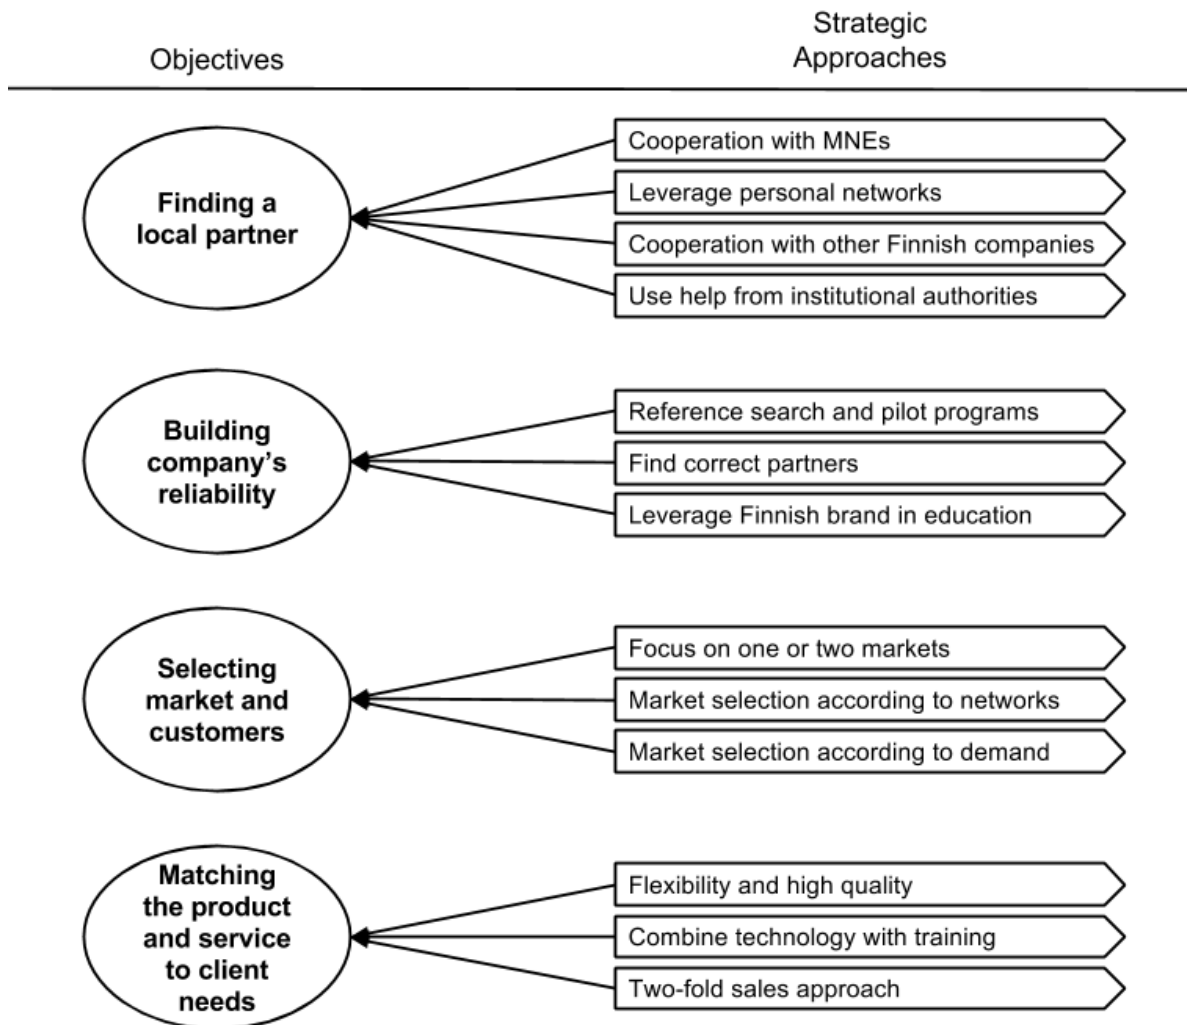 Objectives
Strategic
Approaches
Finding a
local partner
Cooperation with MNEs
Leverage personal networks
Cooperation with other Finnish companies
Use help from institutional authorities
Building
company’s
reliability
Reference search and pilot programs
Find correct partners
Leverage Finnish brand in education
Selecting
market and
customers
Focus on one or two markets
Market selection according to networks
Market selection according to demand
Matching
the product
and service
to client
needs
Flexibility and high quality
Combine technology with training
Two-fold sales approach